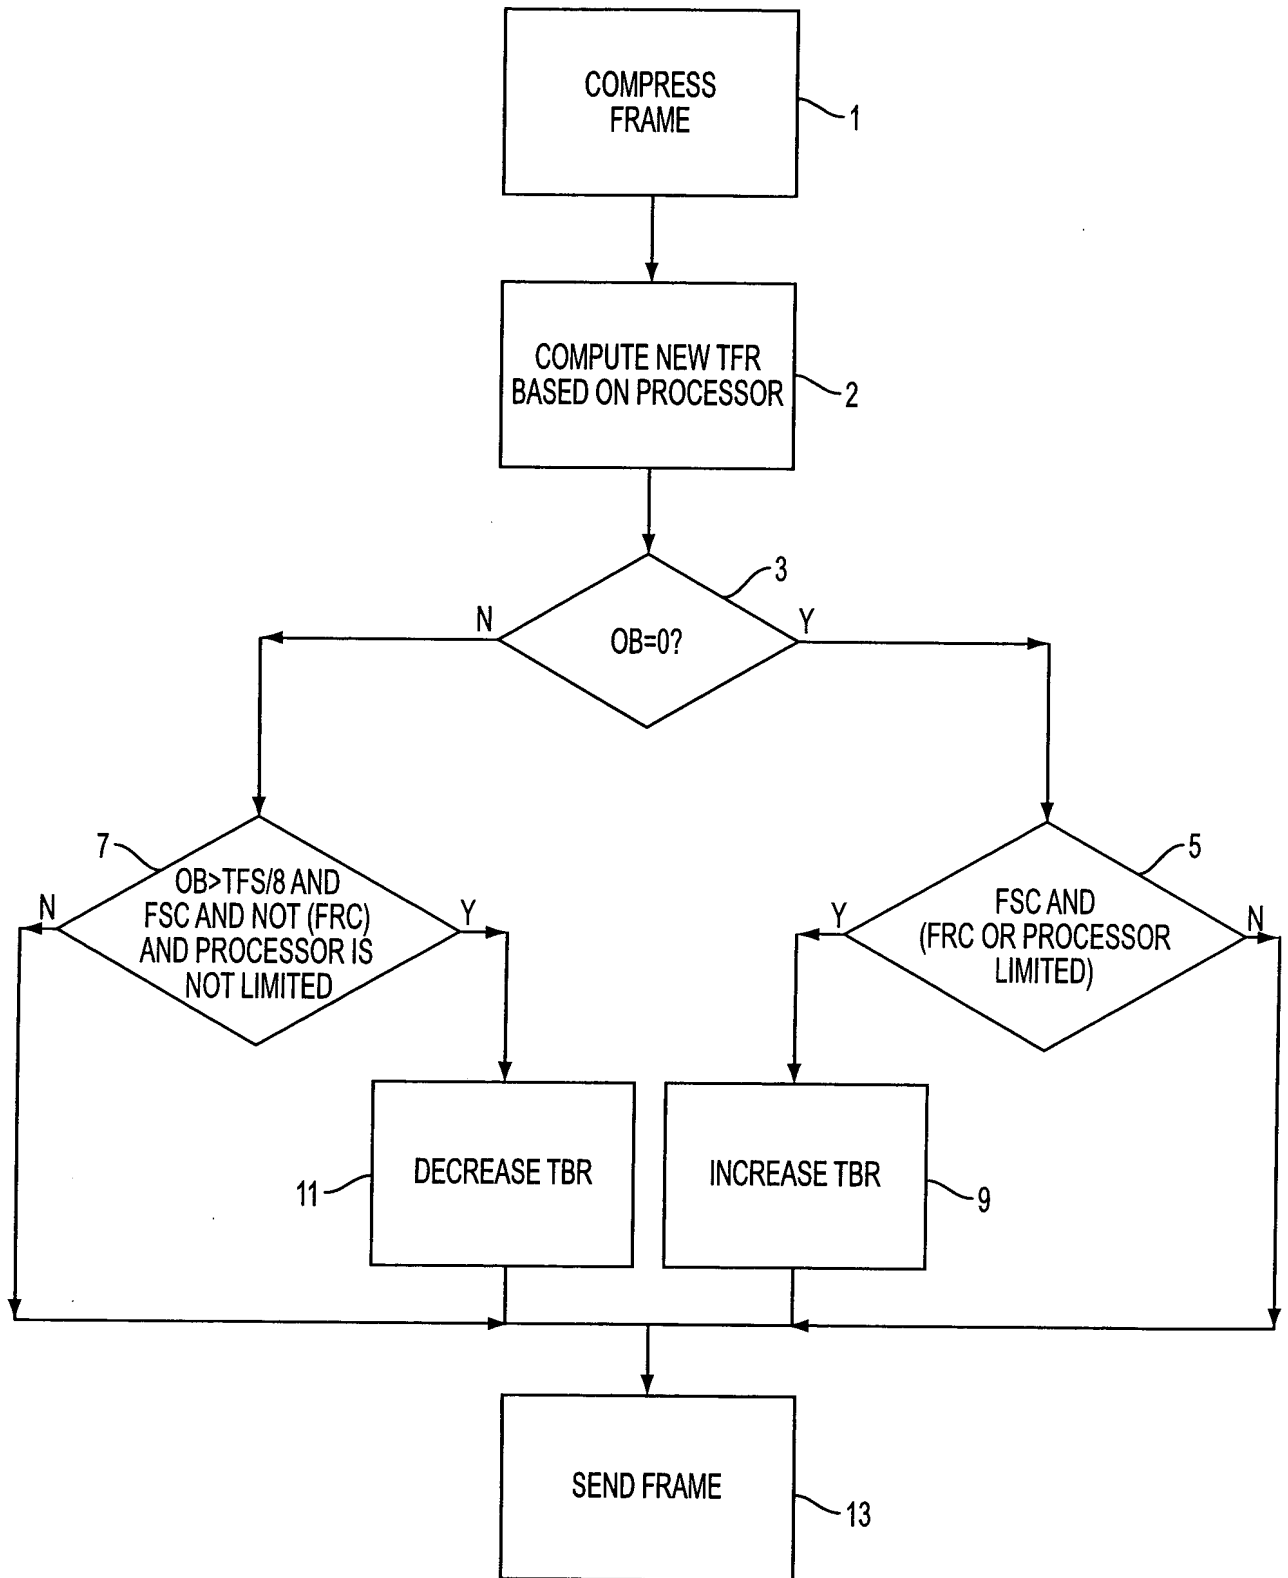 COMPRESS
FRAME
1
COMPUTE NEW TFR
BASED ON PROCESSOR
2
3
N
OB=0?
Y
7
OB>TFS/8 AND
FSC AND NOT (FRC)
AND PROCESSOR IS
NOT LIMITED
N
Y
5
FSC AND
(FRC OR PROCESSOR
LIMITED)
Y
N
DECREASE TBR
11
INCREASE TBR
9
SEND FRAME
13